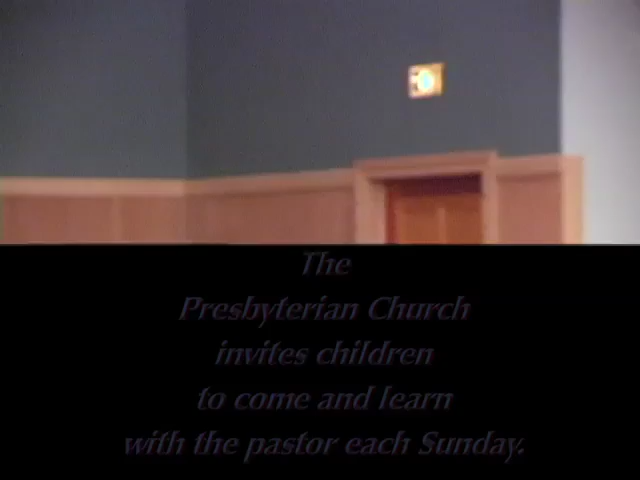 The
Presbyterian Church
invites children
to come and learn
with the pastor each Sunday.